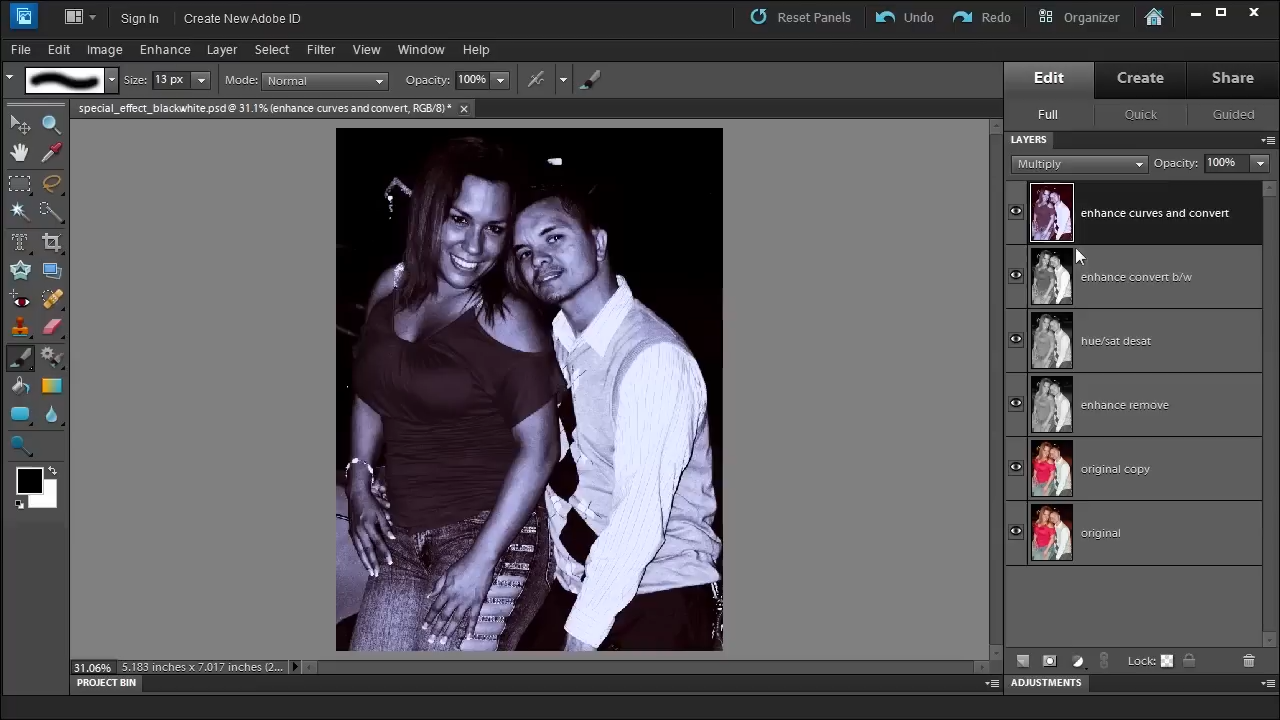 Sign In
Create New Adobe ID
Reset Panels
Undo
Redo
Organizer
File Edit Image Enhance Layer Select Filter View Window Help
Size: 13 px Mode: Normal Opacity: 100%
Edit Create Share
special_effect_blackwhite.psd @ 31.1% (enhance curves and convert, RGB/8) *
Full Quick Guided
LAYERS
Multiply Opacity: 100%
enhance curves and convert
enhance convert b/w
hue/sat desat
enhance remove
original copy
original
Lock:
31.06% 5.183 inches x 7.017 inches (2...
PROJECT BIN
ADJUSTMENTS